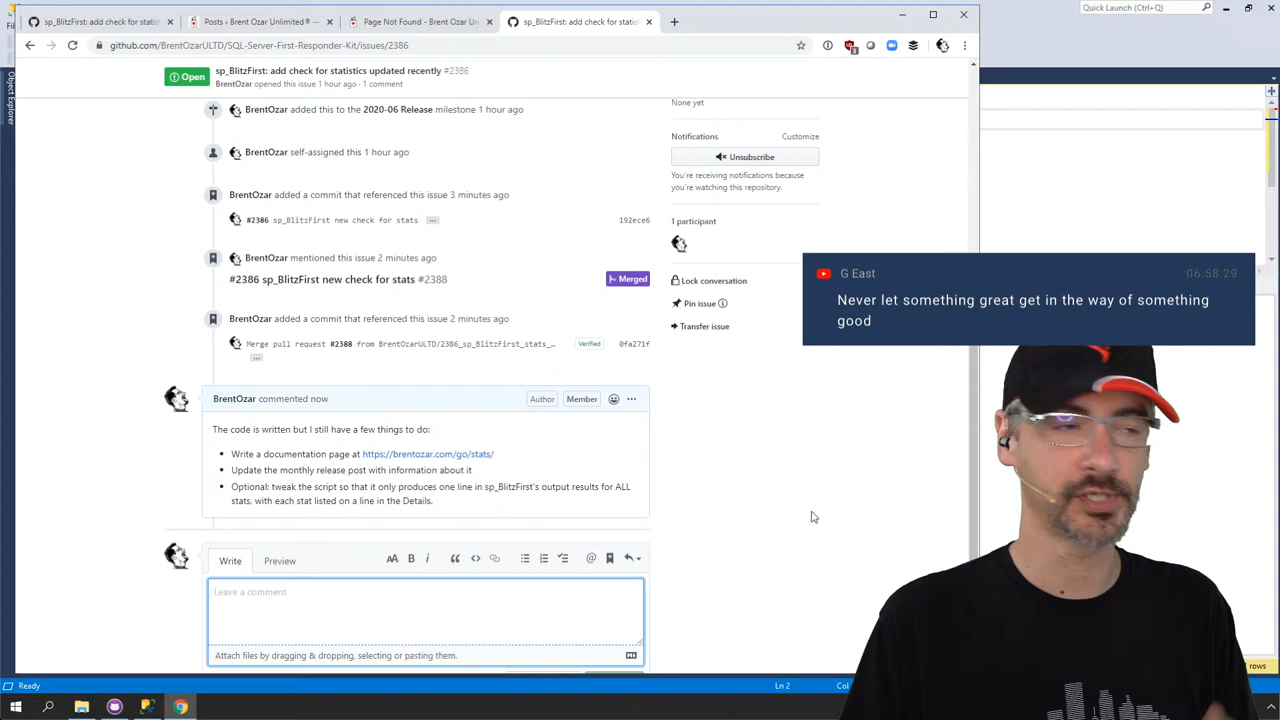 sp_BlitzFirst: add check for statis
Posts ‹ Brent Ozar Unlimited® —
Page Not Found - Brent Ozar Un
sp_BlitzFirst: add check for statis
Quick Launch (Ctrl+Q)
github.com/BrentOzarULTD/SQL-Server-First-Responder-Kit/issues/2386
Object Explorer
Open
sp_BlitzFirst: add check for statistics updated recently #2386
BrentOzar opened this issue 1 hour ago · 1 comment
BrentOzar added this to the 2020-06 Release milestone 1 hour ago
BrentOzar self-assigned this 1 hour ago
BrentOzar added a commit that referenced this issue 3 minutes ago
#2386 sp_BlitzFirst new check for stats …
192ece6
BrentOzar mentioned this issue 2 minutes ago
#2386 sp_BlitzFirst new check for stats #2388
Merged
BrentOzar added a commit that referenced this issue 2 minutes ago
Merge pull request #2388 from BrentOzarULTD/2386_sp_BlitzFirst_stats_…
Verified
0fa271f
…
None yet
Notifications
Customize
Unsubscribe
You're receiving notifications because
you're watching this repository.
1 participant
Lock conversation
Pin issue
Transfer issue
G East
06:58:29
Never let something great get in the way of something
good
BrentOzar commented now
Author
Member
The code is written but I still have a few things to do:
• Write a documentation page at https://brentozar.com/go/stats/
• Update the monthly release post with information about it
• Optional: tweak the script so that it only produces one line in sp_BlitzFirst's output results for ALL
stats, with each stat listed on a line in the Details.
Write
Preview
Leave a comment
Attach files by dragging & dropping, selecting or pasting them.
Ready
Ln 2
Col
rows